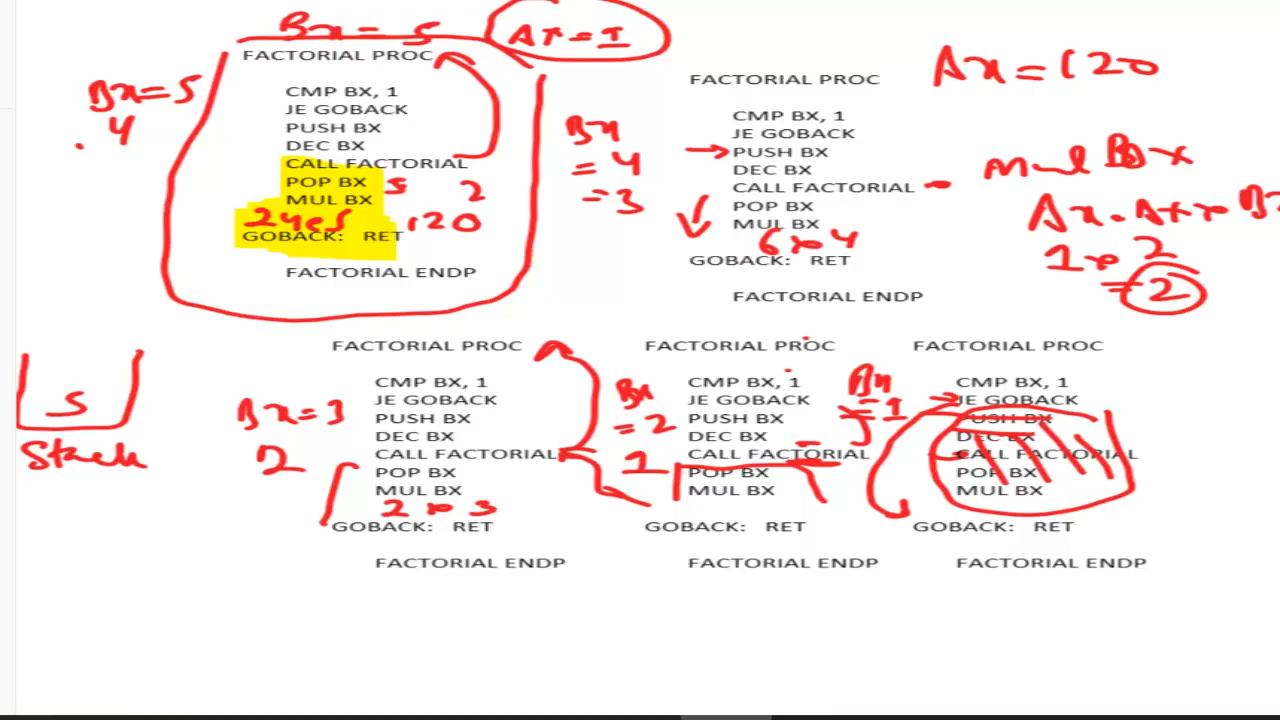 Bx = 5
Ax = 1
FACTORIAL PROC
CMP BX, 1
JE GOBACK
PUSH BX
DEC BX
CALL FACTORIAL
POP BX 5 2
MUL BX
120
GOBACK: RET
FACTORIAL ENDP
Bx = 5
4
Bx
= 4
= 3
FACTORIAL PROC
CMP BX, 1
JE GOBACK
PUSH BX
DEC BX
CALL FACTORIAL
POP BX
MUL BX
6 x 4
GOBACK: RET
FACTORIAL ENDP
Ax = 120
Mul Bx
1 x 2
= 2
5
Stack
Bx = 3
2
FACTORIAL PROC
CMP BX, 1
JE GOBACK
PUSH BX
DEC BX
CALL FACTORIAL
POP BX
MUL BX
2 x 3
GOBACK: RET
FACTORIAL ENDP
Bx
= 2
1
FACTORIAL PROC
CMP BX, 1
JE GOBACK
PUSH BX
DEC BX
CALL FACTORIAL
POP BX
MUL BX
GOBACK: RET
FACTORIAL ENDP
Bx
= 1
FACTORIAL PROC
CMP BX, 1
JE GOBACK
PUSH BX
DEC BX
CALL FACTORIAL
POP BX
MUL BX
GOBACK: RET
FACTORIAL ENDP